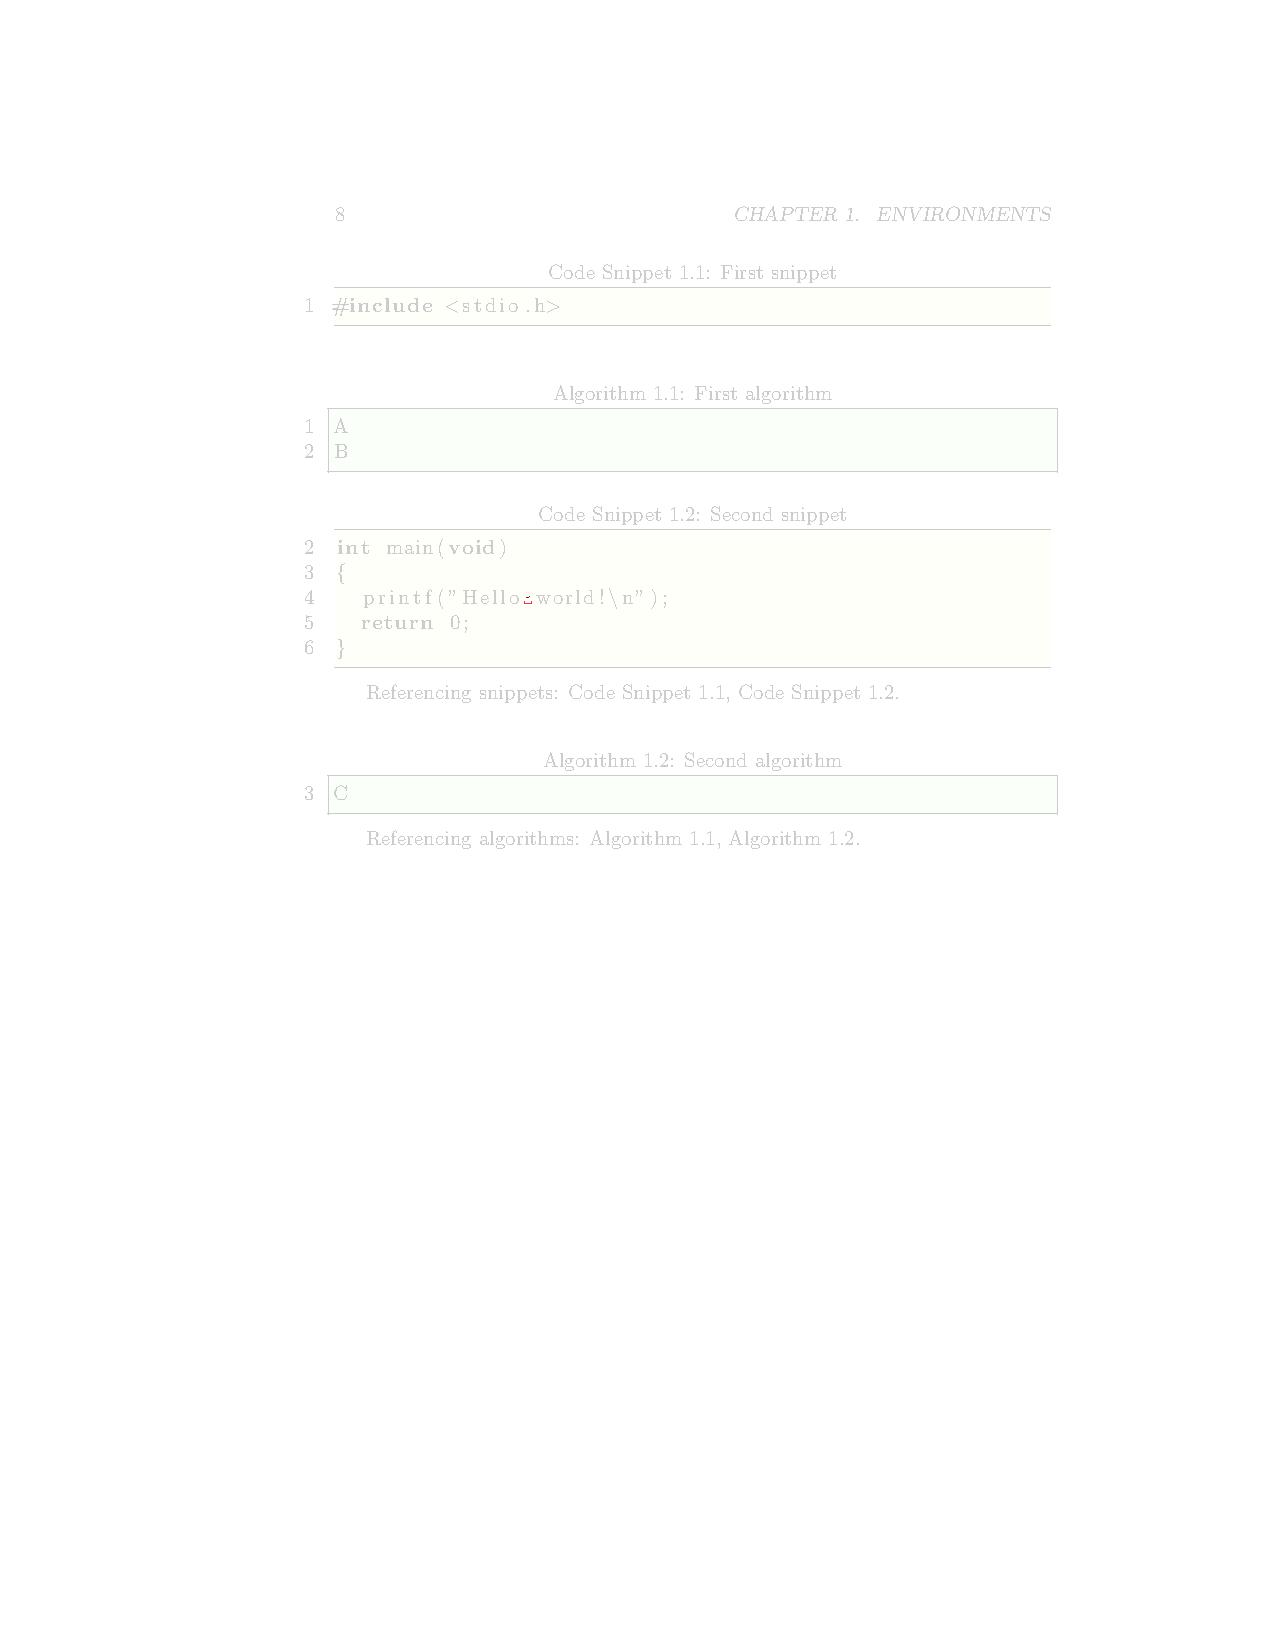 8 CHAPTER 1. ENVIRONMENTS
Code Snippet 1.1: First snippet
1 #include <stdio.h>
Algorithm 1.1: First algorithm
1 A
2 B
Code Snippet 1.2: Second snippet
2 int main(void)
3 {
4 printf("Hello␣world!\n");
5 return 0;
6 }
Referencing snippets: Code Snippet 1.1, Code Snippet 1.2.
Algorithm 1.2: Second algorithm
3 C
Referencing algorithms: Algorithm 1.1, Algorithm 1.2.